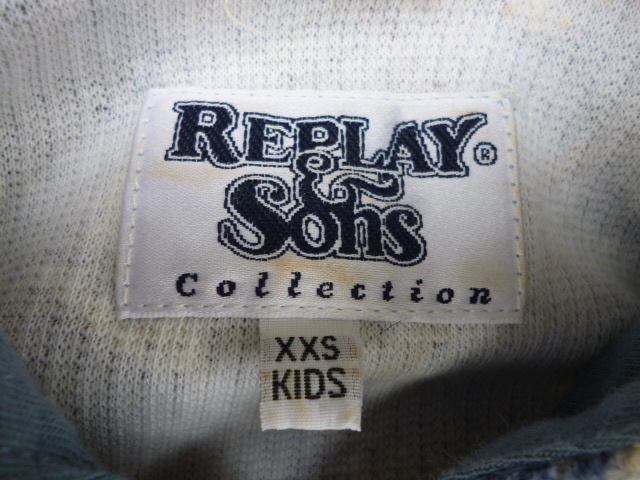 REPLAY®
&
Sons
Collection
XXS
KIDS